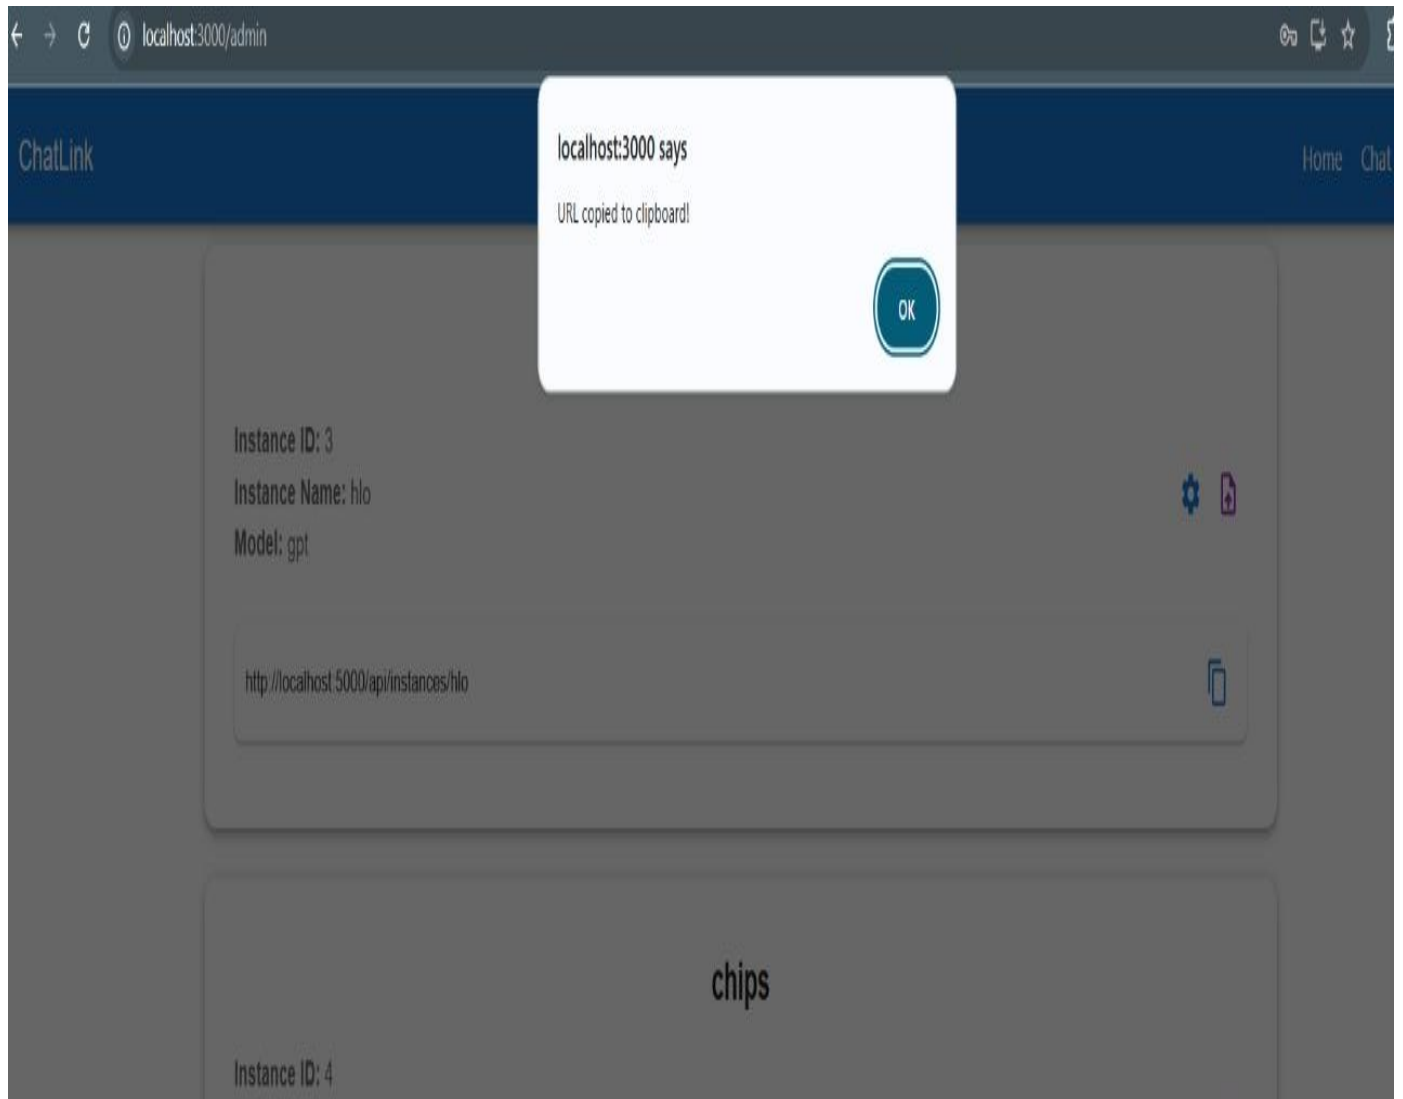 localhost:3000/admin
ChatLink
Home Chat
localhost:3000 says
URL copied to clipboard!
OK
Instance ID: 3
Instance Name: hlo
Model: gpt
http://localhost:5000/api/instances/hlo
chips
Instance ID: 4